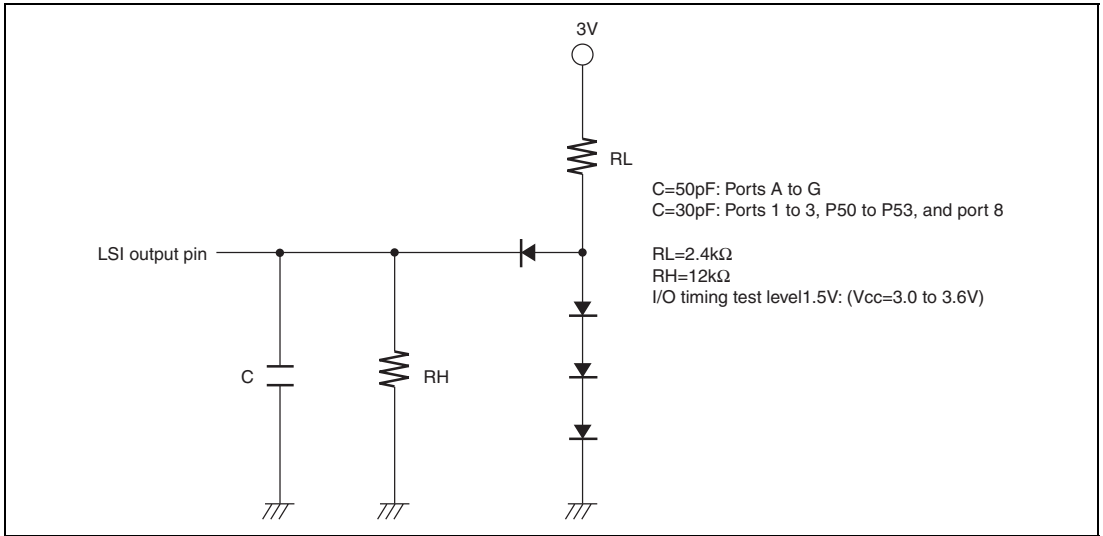 3V
RL
C=50pF: Ports A to G
C=30pF: Ports 1 to 3, P50 to P53, and port 8
LSI output pin
RL=2.4kΩ
RH=12kΩ
I/O timing test level1.5V: (Vcc=3.0 to 3.6V)
C
RH